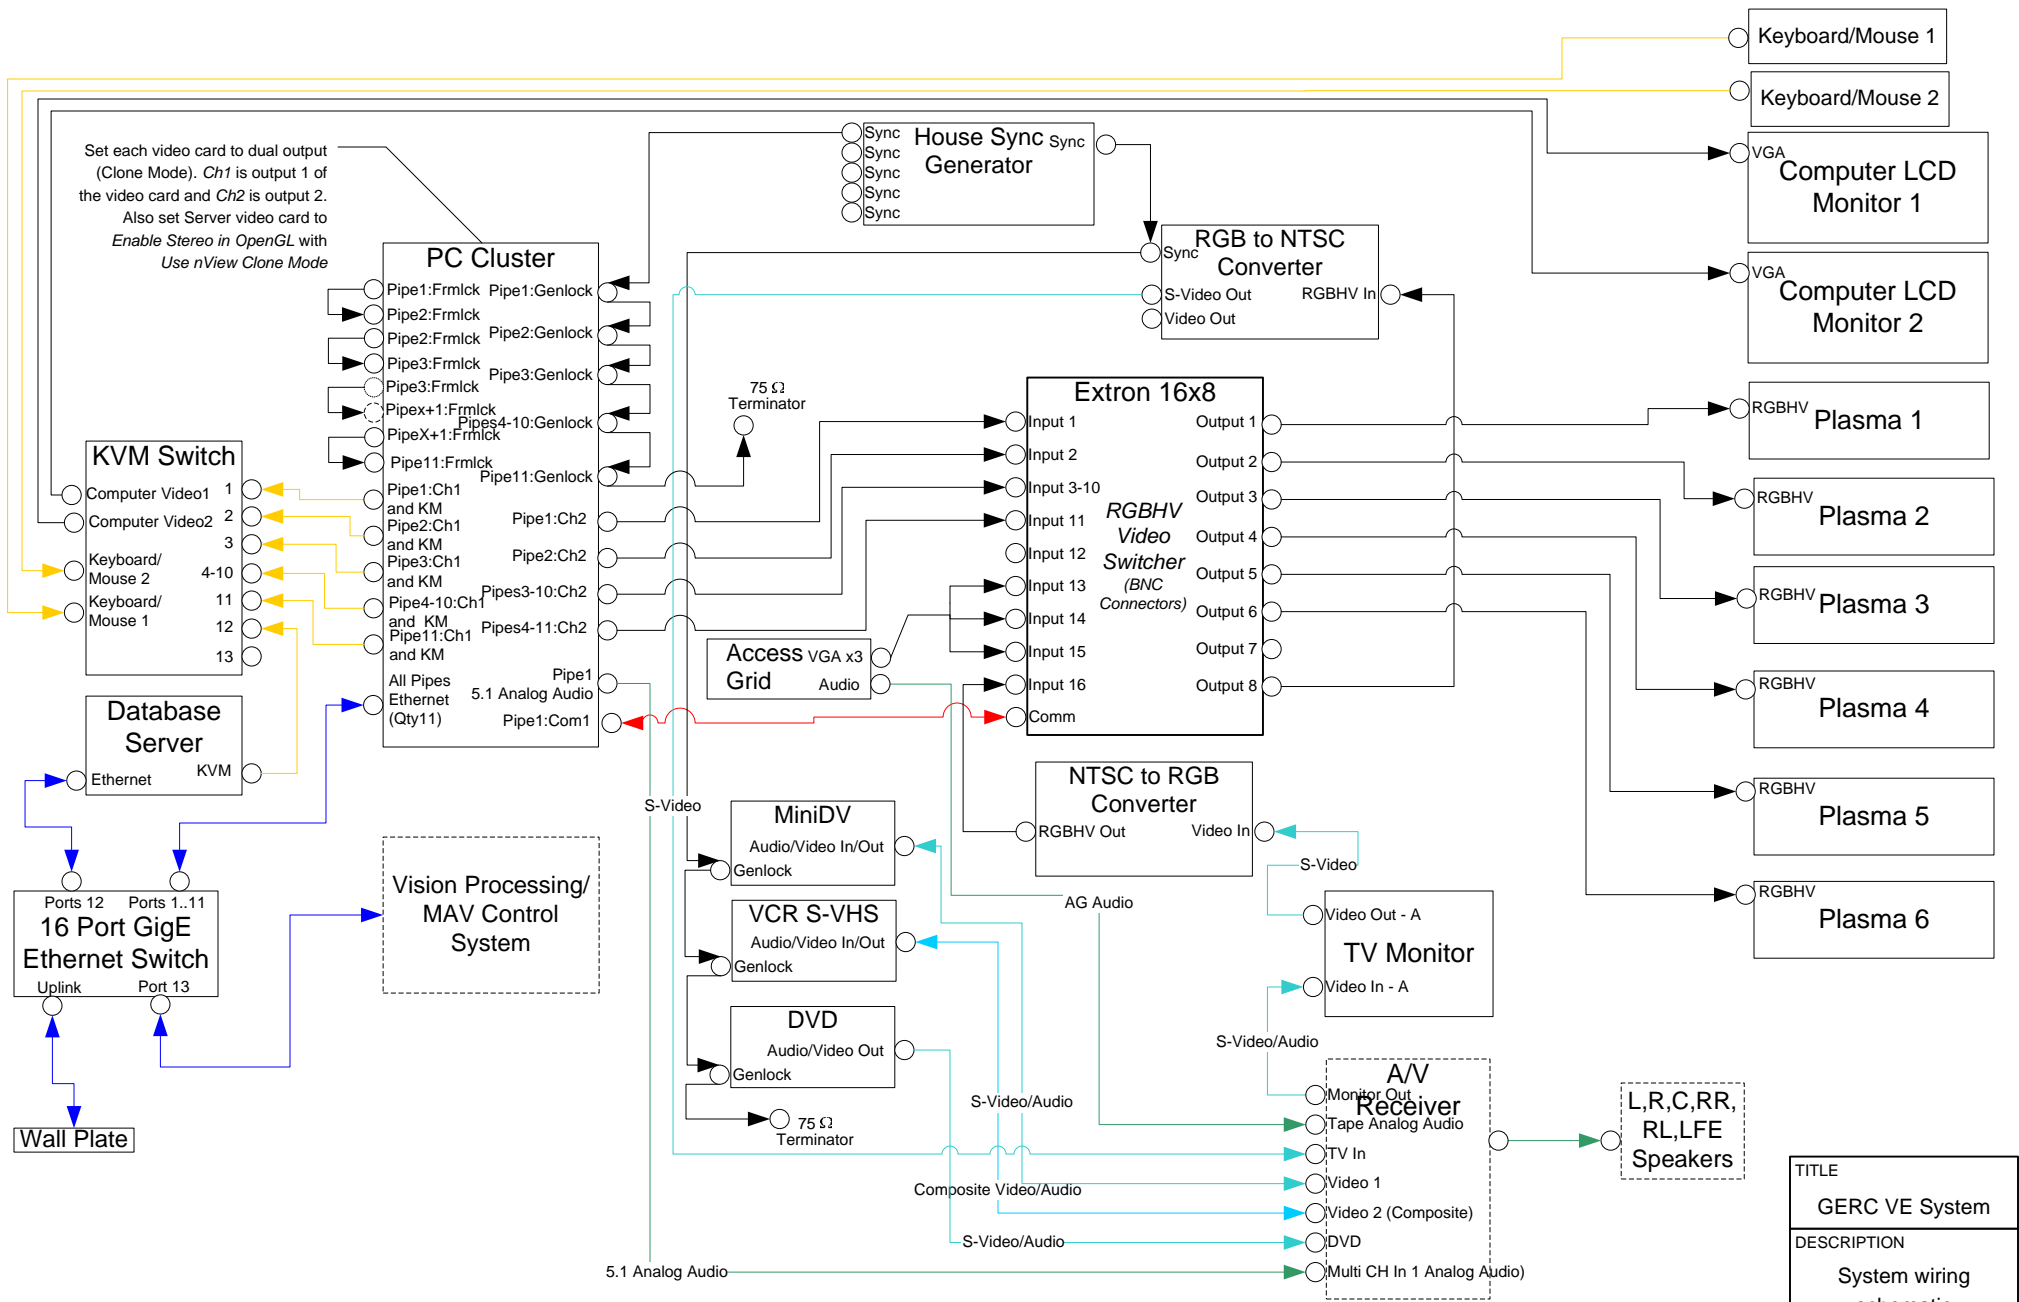 Keyboard/Mouse 1
Keyboard/Mouse 2
VGA
Computer LCD
Monitor 1
VGA
Computer LCD
Monitor 2
Set each video card to dual output
(Clone Mode). Ch1 is output 1 of
the video card and Ch2 is output 2.
Also set Server video card to
Enable Stereo in OpenGL with
Use nView Clone Mode
Sync
Sync
Sync
Sync
Sync
House Sync
Generator
Sync
RGB to NTSC
Converter
Sync
S-Video Out
Video Out
RGBHV In
PC Cluster
Pipe1:Frmlck
Pipe2:Frmlck
Pipe2:Frmlck
Pipe3:Frmlck
Pipe3:Frmlck
Pipex+1:Frmlck
PipeX+1:Frmlck
Pipe11:Frmlck
Pipe1:Ch1
and KM
Pipe2:Ch1
and KM
Pipe3:Ch1
and KM
Pipe4-10:Ch1
and KM
Pipe11:Ch1
and KM
All Pipes
Ethernet
(Qty11)
Pipe1:Genlock
Pipe2:Genlock
Pipe3:Genlock
Pipes4-10:Genlock
Pipe11:Genlock
Pipe1:Ch2
Pipe2:Ch2
Pipes3-10:Ch2
Pipes4-11:Ch2
Pipe1
5.1 Analog Audio
Pipe1:Com1
75 Ω
Terminator
KVM Switch
Computer Video1
Computer Video2
Keyboard/
Mouse 2
Keyboard/
Mouse 1
1
2
3
4-10
11
12
13
Database
Server
KVM
Ethernet
Ports 12
Ports 1..11
16 Port GigE
Ethernet Switch
Uplink
Port 13
Wall Plate
Vision Processing/
MAV Control
System
Extron 16x8
Input 1
Input 2
Input 3-10
Input 11
Input 12
Input 13
Input 14
Input 15
Input 16
Comm
RGBHV
Video
Switcher
(BNC
Connectors)
Output 1
Output 2
Output 3
Output 4
Output 5
Output 6
Output 7
Output 8
Access
Grid
VGA x3
Audio
RGBHV
Plasma 1
RGBHV
Plasma 2
RGBHV
Plasma 3
RGBHV
Plasma 4
RGBHV
Plasma 5
RGBHV
Plasma 6
NTSC to RGB
Converter
RGBHV Out
Video In
S-Video
MiniDV
Audio/Video In/Out
Genlock
VCR S-VHS
Audio/Video In/Out
Genlock
DVD
Audio/Video Out
Genlock
75 Ω
Terminator
AG Audio
S-Video
Video Out - A
TV Monitor
Video In - A
S-Video/Audio
S-Video/Audio
Composite Video/Audio
S-Video/Audio
5.1 Analog Audio
A/V
Receiver
Monitor Out
Tape Analog Audio
TV In
Video 1
Video 2 (Composite)
DVD
Multi CH In 1 Analog Audio)
L,R,C,RR,
RL,LFE
Speakers
TITLE
GERC VE System
DESCRIPTION
System wiring
schematic